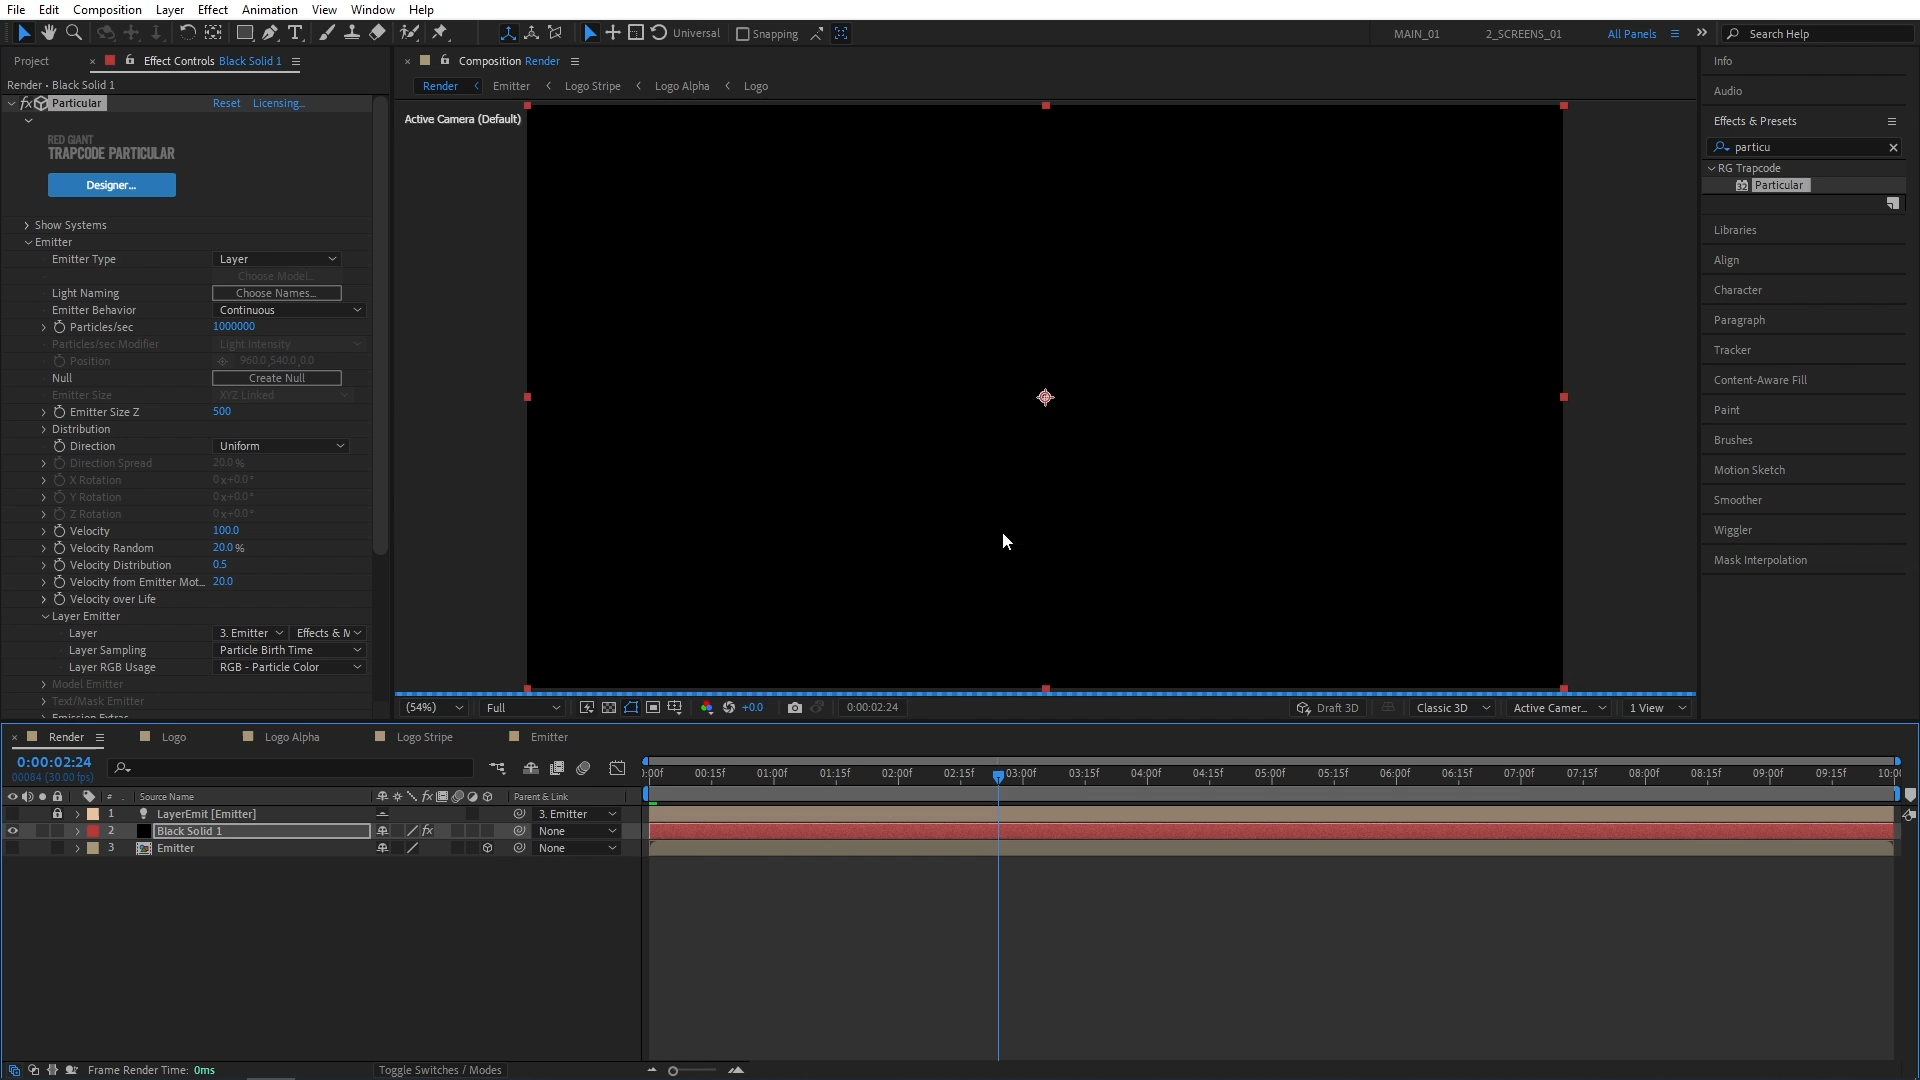 File Edit Composition Layer Effect Animation View Window Help
Universal Snapping MAIN_01 2_SCREENS_01 All Panels Search Help
Project Effect Controls Black Solid 1
Render • Black Solid 1
fx Particular Reset Licensing...
RED GIANT
TRAPCODE PARTICULAR
Designer...
Show Systems
Emitter
Emitter Type Layer
Choose Model...
Light Naming Choose Names...
Emitter Behavior Continuous
Particles/sec 1000000
Particles/sec Modifier Light Intensity
Position 960.0,540.0,0.0
Null Create Null
Emitter Size XYZ Linked
Emitter Size Z 500
Distribution
Direction Uniform
Direction Spread 20.0%
X Rotation 0x+0.0°
Y Rotation 0x+0.0°
Z Rotation 0x+0.0°
Velocity 100.0
Velocity Random 20.0%
Velocity Distribution 0.5
Velocity from Emitter Mot... 20.0
Velocity over Life
Layer Emitter
Layer 3. Emitter Effects & M
Layer Sampling Particle Birth Time
Layer RGB Usage RGB - Particle Color
Model Emitter
Text/Mask Emitter
Emission Extras
Composition Render
Render Emitter Logo Stripe Logo Alpha Logo
Active Camera (Default)
(54%) Full +0.0 0:00:02:24 Draft 3D Classic 3D Active Camer... 1 View
Info
Audio
Effects & Presets
particu
RG Trapcode
32 Particular
Libraries
Align
Character
Paragraph
Tracker
Content-Aware Fill
Paint
Brushes
Motion Sketch
Smoother
Wiggler
Mask Interpolation
Render Logo Logo Alpha Logo Stripe Emitter
0:00:02:24
00084 (30.00 fps)
):00f 00:15f 01:00f 01:15f 02:00f 02:15f 03:00f 03:15f 04:00f 04:15f 05:00f 05:15f 06:00f 06:15f 07:00f 07:15f 08:00f 08:15f 09:00f 09:15f 10:0
# . Source Name fx Parent & Link
1 LayerEmit [Emitter] 3. Emitter
2 Black Solid 1 fx None
3 Emitter None
Frame Render Time: 0ms Toggle Switches / Modes